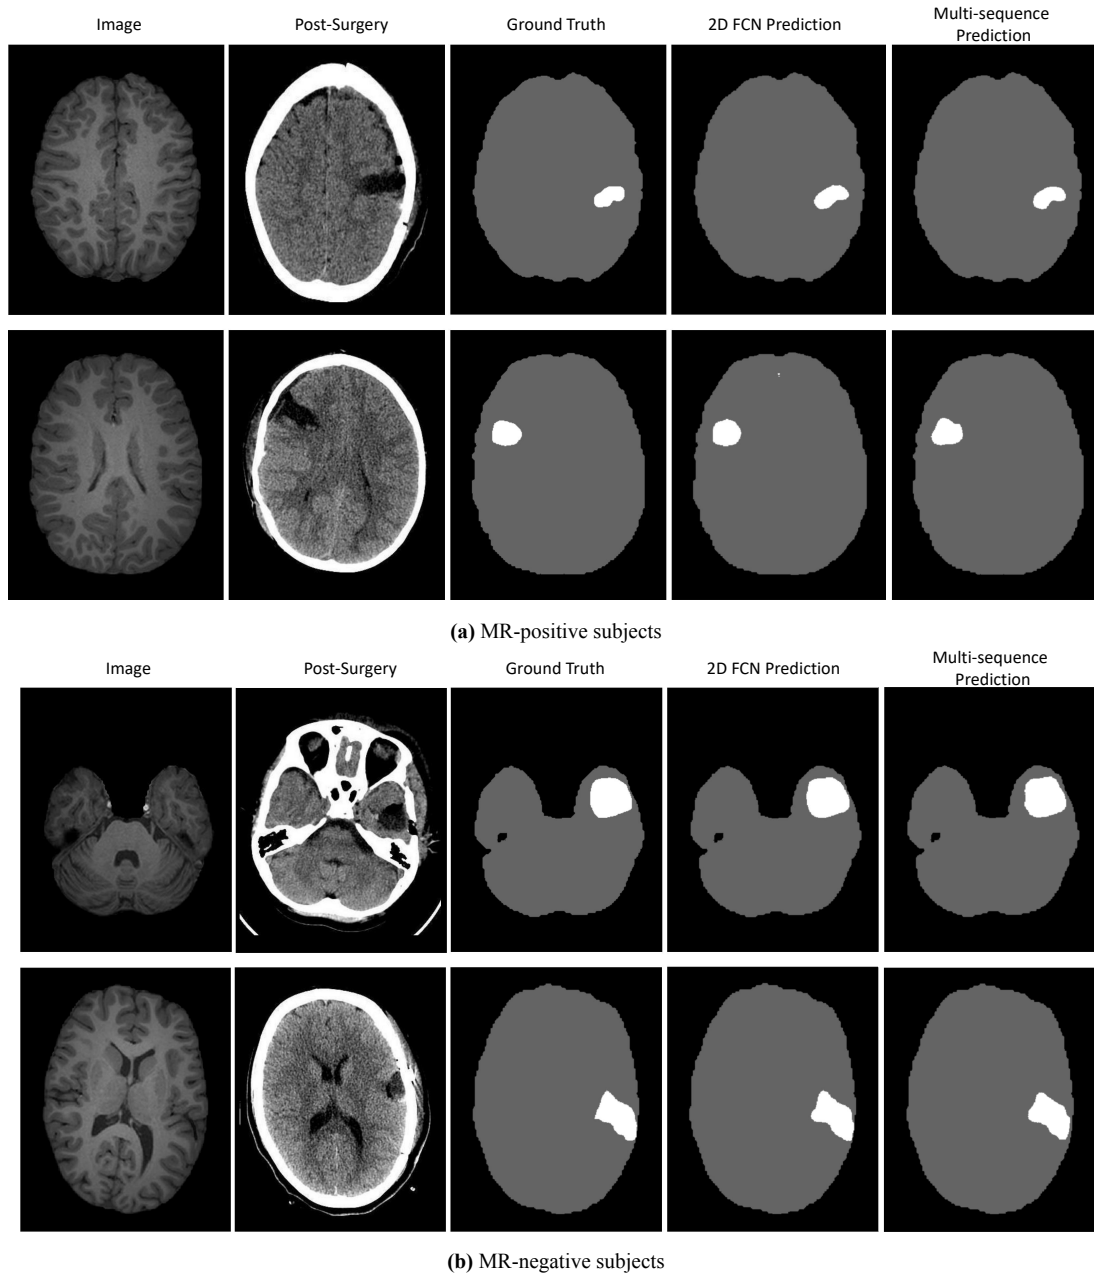 Image Post-Surgery Ground Truth 2D FCN Prediction Multi-sequence
Prediction
(a) MR-positive subjects
Image Post-Surgery Ground Truth 2D FCN Prediction Multi-sequence
Prediction
(b) MR-negative subjects